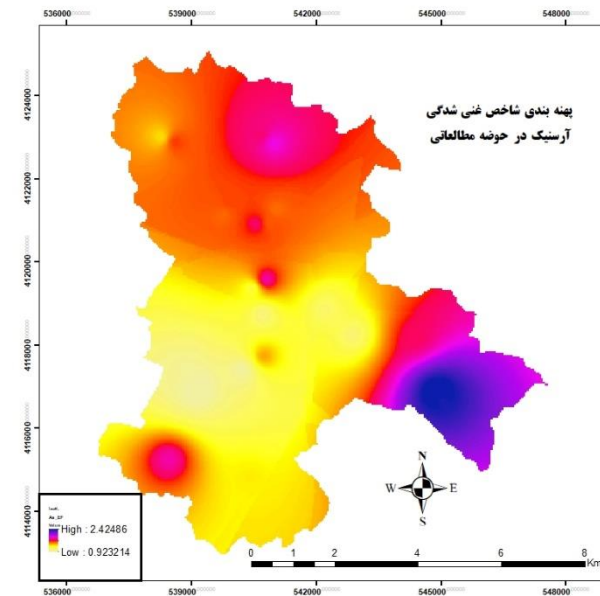 536000 539000 542000 545000 548000
پهنه بندی شاخص غنی شدگی
آرسنیک در حوضه مطالعاتی
4124000
4122000
4120000
4118000
4116000
4114000
N
W E
S
High : 2.42486
Low : 0.923214
0 1 2 4 6 8
Km
536000 539000 542000 545000 548000